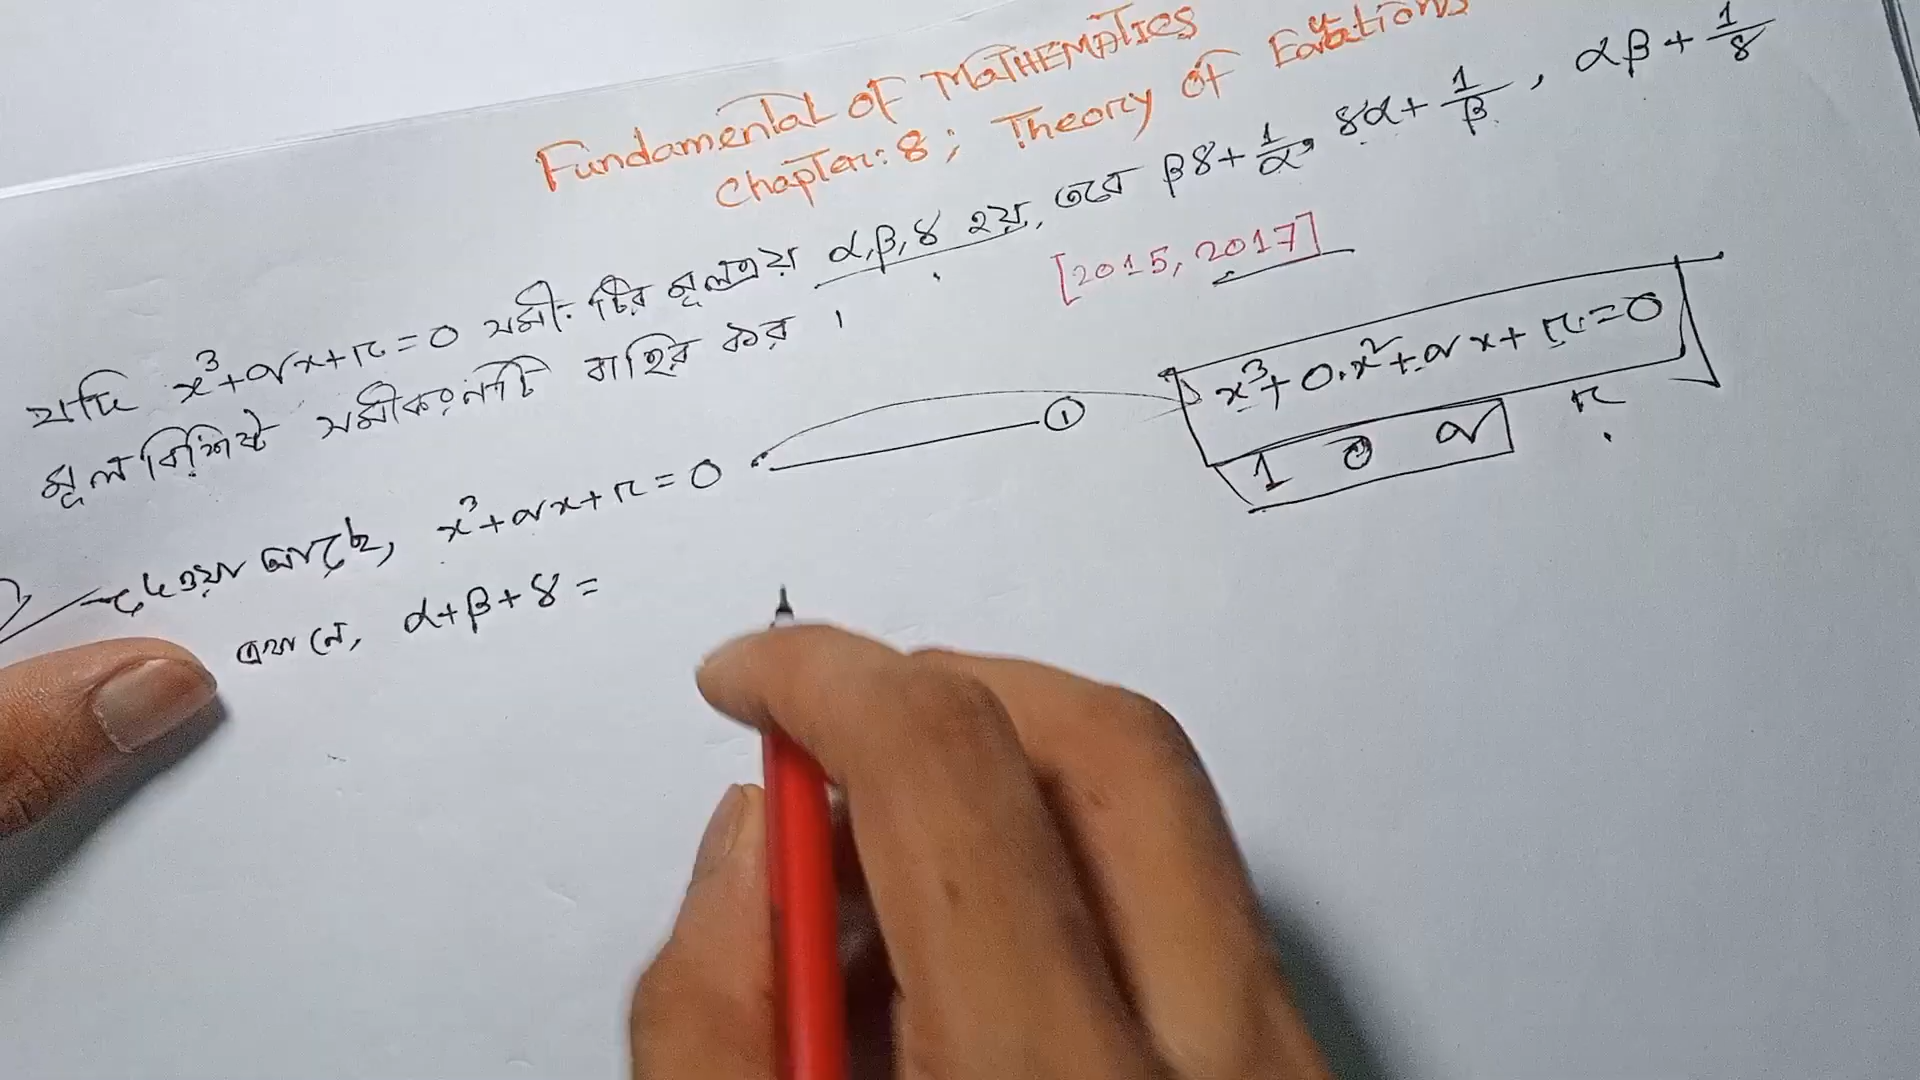 Fundamental of MATHEMATICS
Chapter: 8; Theory of Equations
যদি x³+qx+r=0 সমী: টির মূলত্রয় α,β,γ হয়, তবে βγ+1/α, γα+1/β, αβ+1/γ
মূল বিশিষ্ট সমীকরণটি বাহির কর ।
[2015, 2017]
x³+0.x²+qx+r=0
1 0 q r
দেওয়া আছে, x³+qx+r=0 ①
এখানে, α+β+γ=